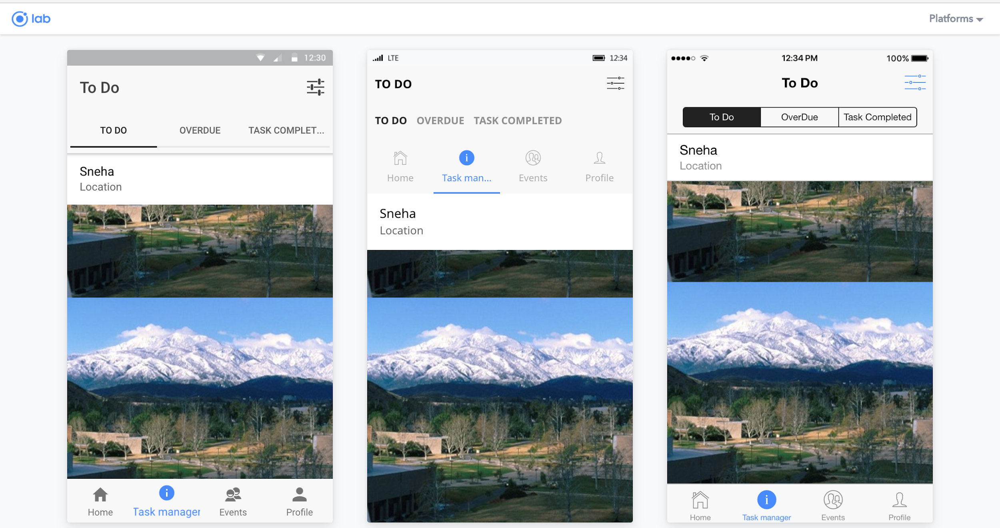 lab
Platforms
12:30
To Do
TO DO OVERDUE TASK COMPLET...
Sneha
Location
Home Task manager Events Profile
LTE 12:34
TO DO
TO DO OVERDUE TASK COMPLETED
Home Task man... Events Profile
Sneha
Location
12:34 PM 100%
To Do
To Do OverDue Task Completed
Sneha
Location
Home Task manager Events Profile